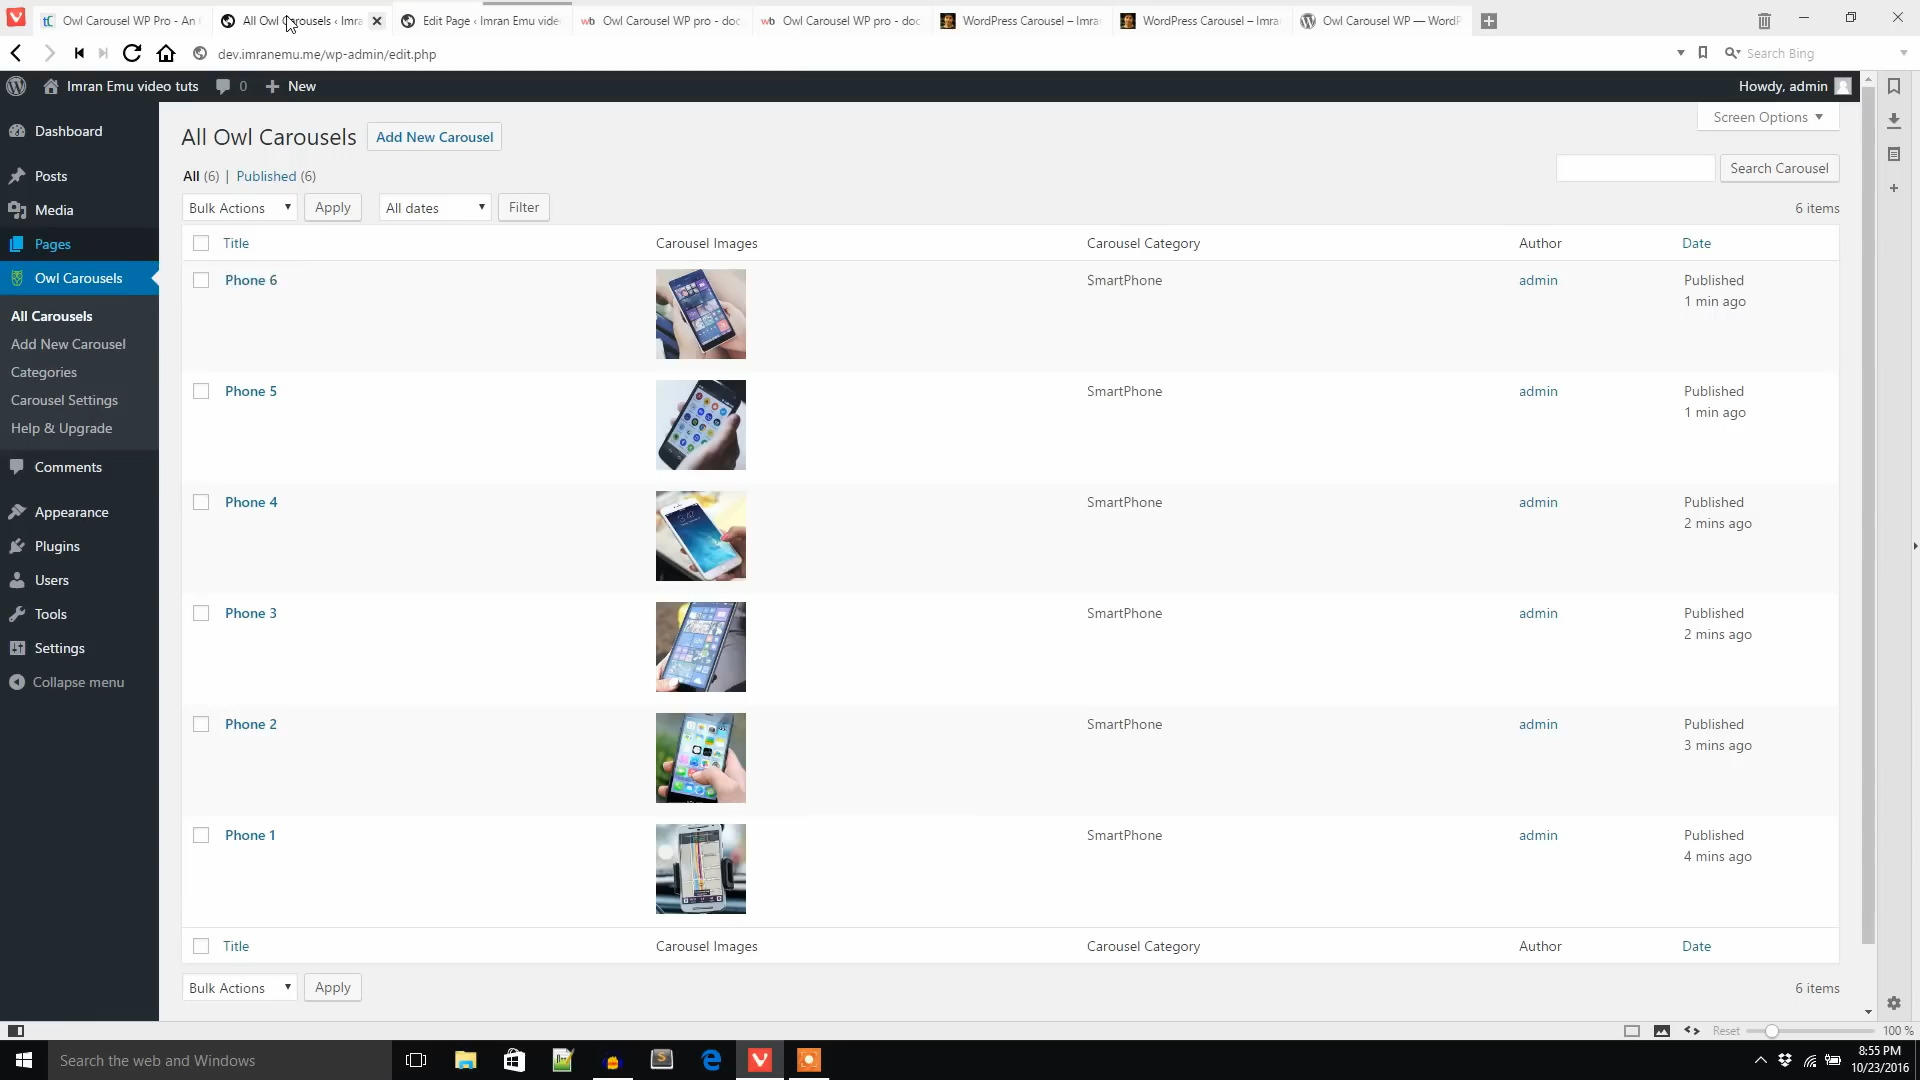 Owl Carousel WP Pro - An
All Owl Carousels ‹ Imra
Edit Page ‹ Imran Emu vide
Owl Carousel WP pro - doc
Owl Carousel WP pro - doc
WordPress Carousel – Imra
WordPress Carousel – Imra
Owl Carousel WP — WordP
dev.imranemu.me/wp-admin/edit.php
Search Bing
Imran Emu video tuts
0
New
Howdy, admin
Dashboard
Posts
Media
Pages
Owl Carousels
All Carousels
Add New Carousel
Categories
Carousel Settings
Help & Upgrade
Comments
Appearance
Plugins
Users
Tools
Settings
Collapse menu
Screen Options
All Owl Carousels
Add New Carousel
All (6) | Published (6)
Search Carousel
Bulk Actions
Apply
All dates
Filter
6 items
Title Carousel Images Carousel Category Author Date
Phone 6 SmartPhone admin Published
1 min ago
Phone 5 SmartPhone admin Published
1 min ago
Phone 4 SmartPhone admin Published
2 mins ago
Phone 3 SmartPhone admin Published
2 mins ago
Phone 2 SmartPhone admin Published
3 mins ago
Phone 1 SmartPhone admin Published
4 mins ago
Title Carousel Images Carousel Category Author Date
Bulk Actions
Apply
6 items
Reset
100 %
Search the web and Windows
8:55 PM
10/23/2016